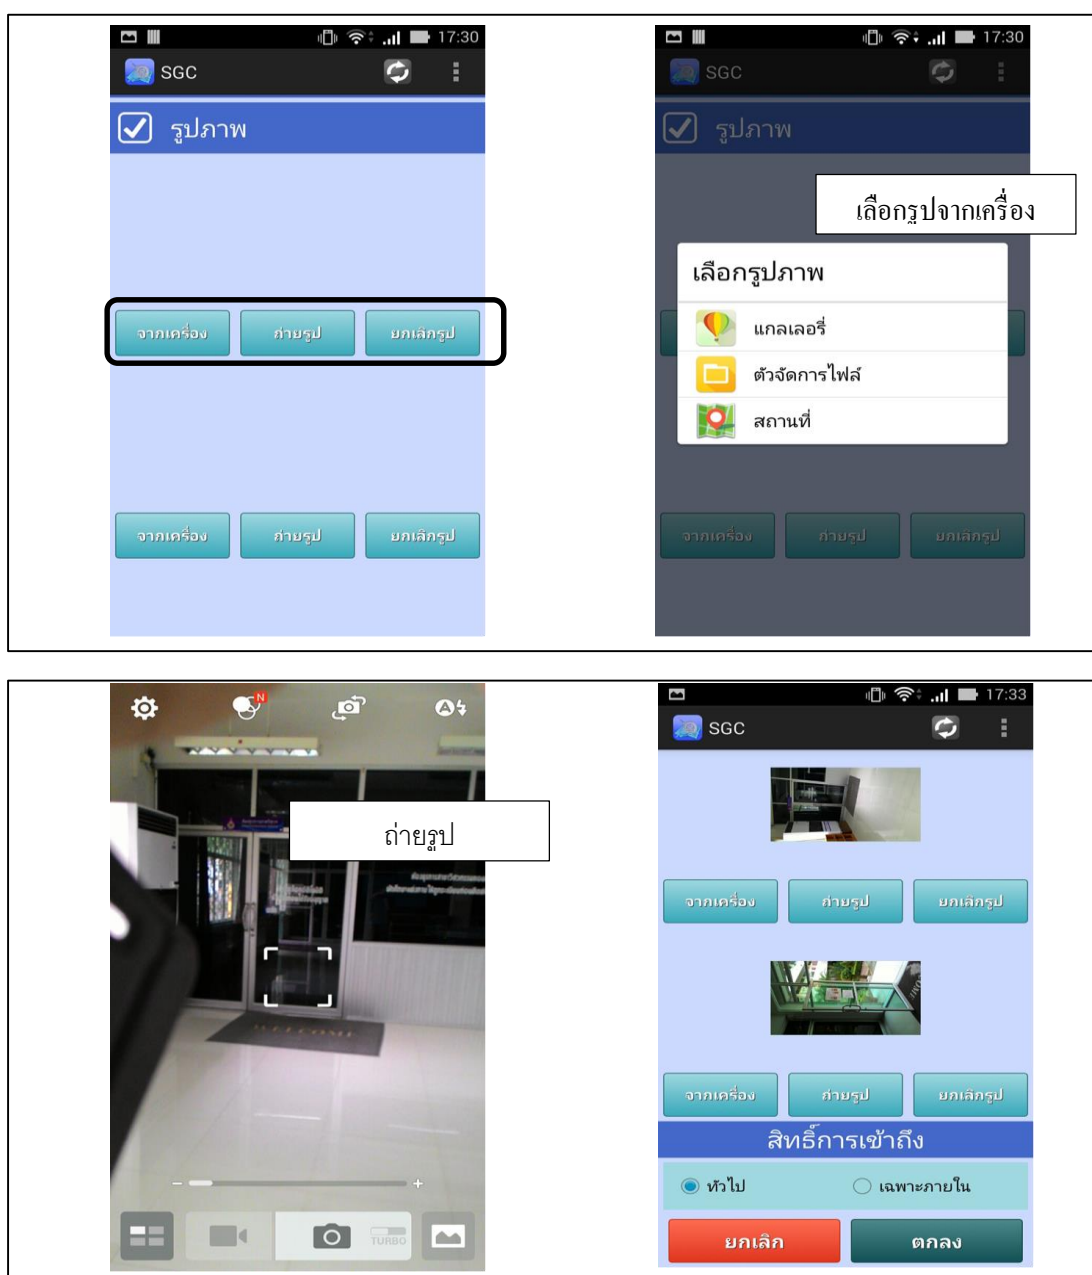 17:30
SGC
รูปภาพ
จากเครื่อง ถ่ายรูป ยกเลิกรูป
จากเครื่อง ถ่ายรูป ยกเลิกรูป
17:30
SGC
รูปภาพ
เลือกรูปจากเครื่อง
เลือกรูปภาพ
แกลเลอรี่
ตัวจัดการไฟล์
สถานที่
จากเครื่อง ถ่ายรูป ยกเลิกรูป
N
A
ถ่ายรูป
WELCOME
- +
TURBO
17:33
SGC
จากเครื่อง ถ่ายรูป ยกเลิกรูป
จากเครื่อง ถ่ายรูป ยกเลิกรูป
สิทธิ์การเข้าถึง
ทั่วไป เฉพาะภายใน
ยกเลิก ตกลง